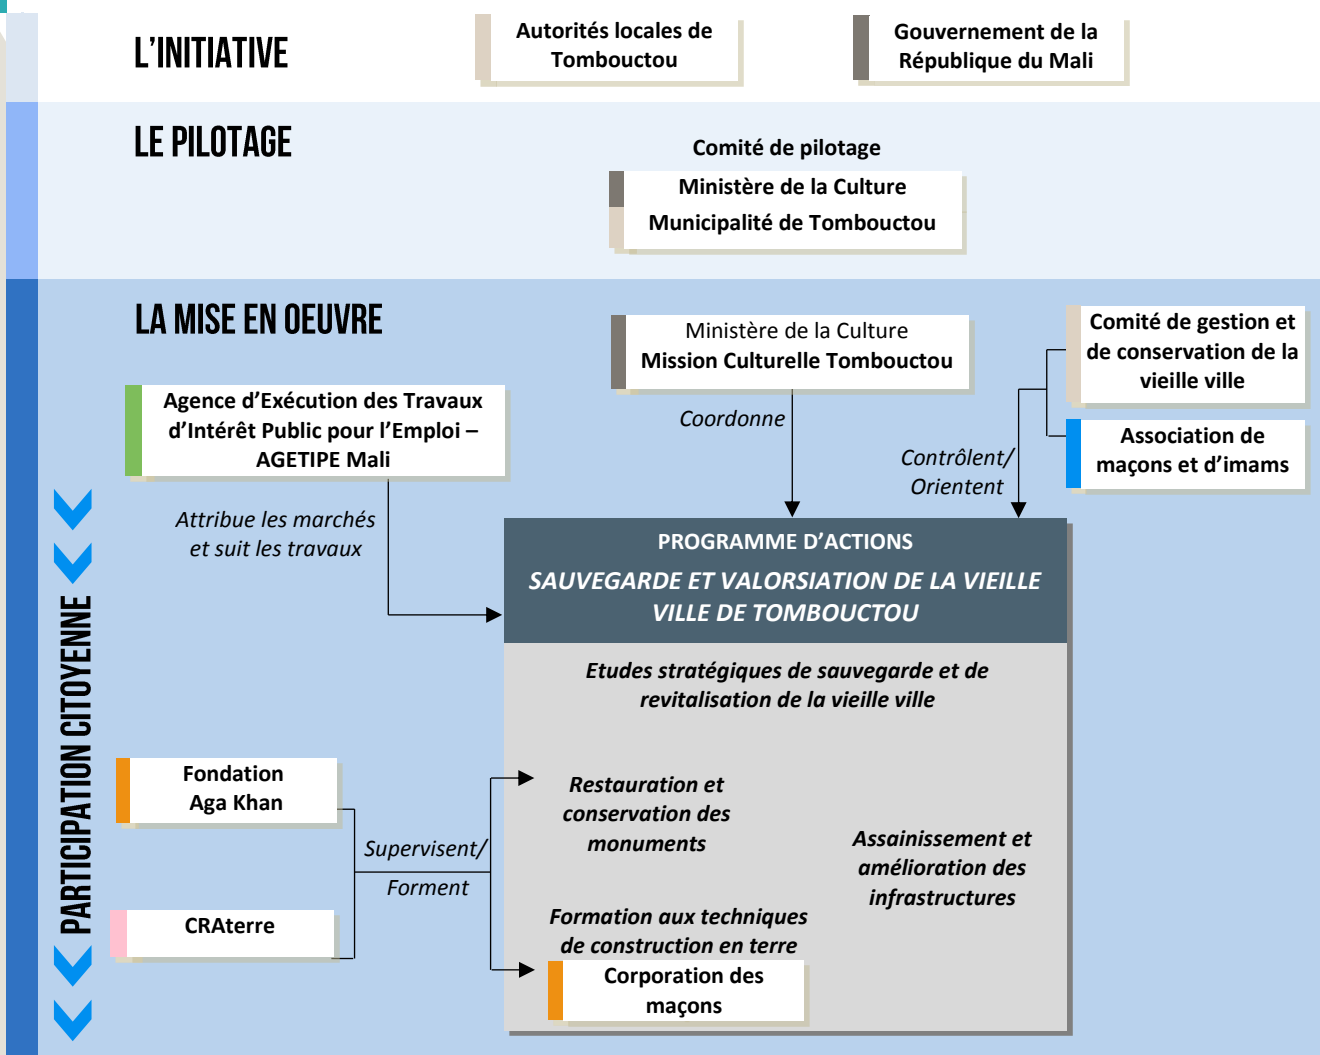 L'INITIATIVE
Autorités locales de
Tombouctou
Gouvernement de la
République du Mali
LE PILOTAGE
Comité de pilotage
Ministère de la Culture
Municipalité de Tombouctou
LA MISE EN OEUVRE
Ministère de la Culture
Mission Culturelle Tombouctou
Comité de gestion et
de conservation de la
vieille ville
Association de
maçons et d'imams
Agence d'Exécution des Travaux
d'Intérêt Public pour l'Emploi –
AGETIPE Mali
Coordonne
Contrôlent/
Orientent
Attribue les marchés
et suit les travaux
PROGRAMME D'ACTIONS
SAUVEGARDE ET VALORSIATION DE LA VIEILLE
VILLE DE TOMBOUCTOU
Etudes stratégiques de sauvegarde et de
revitalisation de la vieille ville
PARTICIPATION CITOYENNE
Fondation
Aga Khan
CRAterre
Supervisent/
Forment
Restauration et
conservation des
monuments
Assainissement et
amélioration des
infrastructures
Formation aux techniques
de construction en terre
Corporation des
maçons